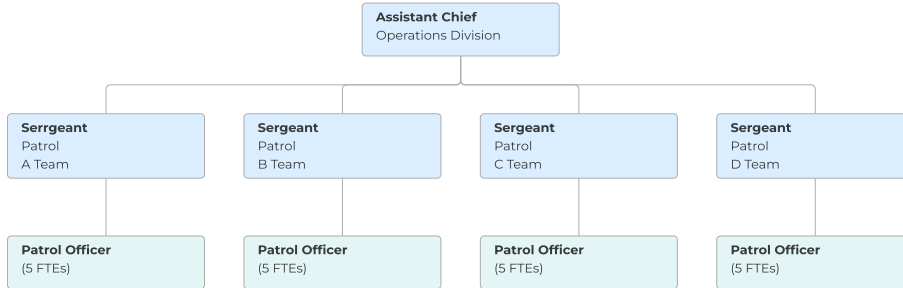 Assistant Chief
Operations Division
Serrgeant
Patrol
A Team
Sergeant
Patrol
B Team
Sergeant
Patrol
C Team
Sergeant
Patrol
D Team
Patrol Officer
(5 FTEs)
Patrol Officer
(5 FTEs)
Patrol Officer
(5 FTEs)
Patrol Officer
(5 FTEs)